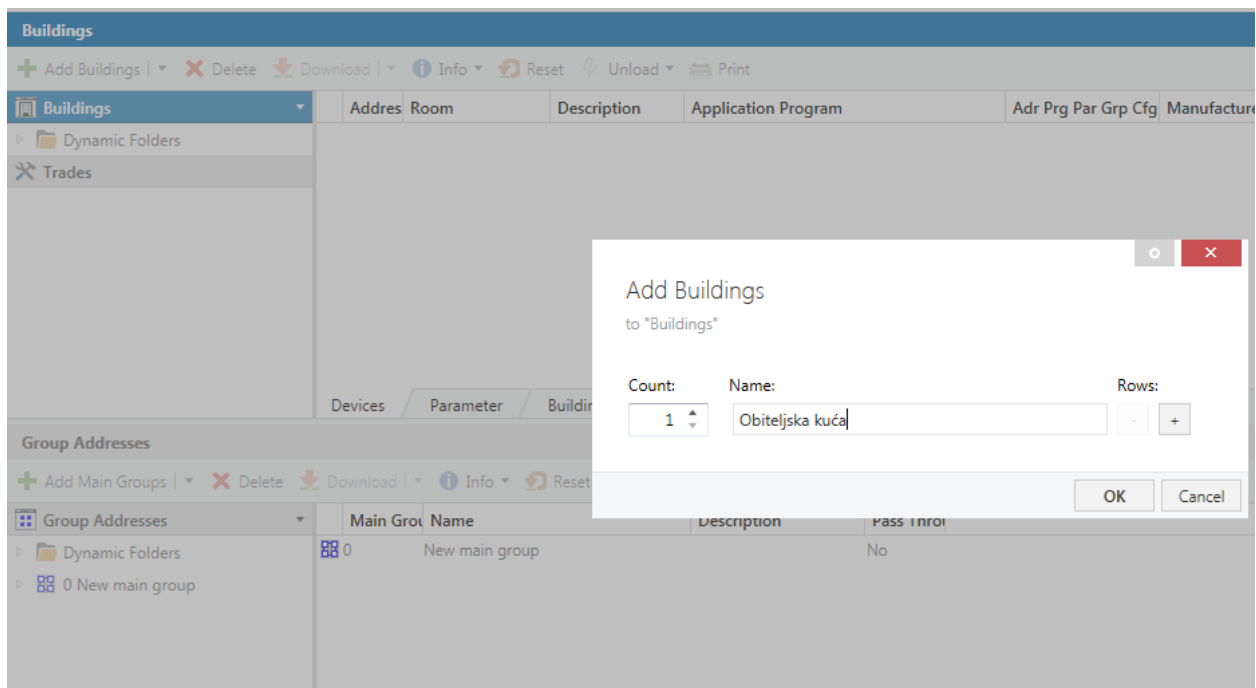 Buildings
Add Buildings Delete Download Info Reset Unload Print
Buildings Addres Room Description Application Program Adr Prg Par Grp Cfg Manufacture
Dynamic Folders
Trades
Add Buildings
to "Buildings"
Count: Name: Rows:
1 Obiteljska kuća - +
Devices Parameter Buildin
Group Addresses
Add Main Groups Delete Download Info Reset
OK Cancel
Group Addresses Main Grou Name Description Pass Throu
Dynamic Folders 0 New main group No
0 New main group